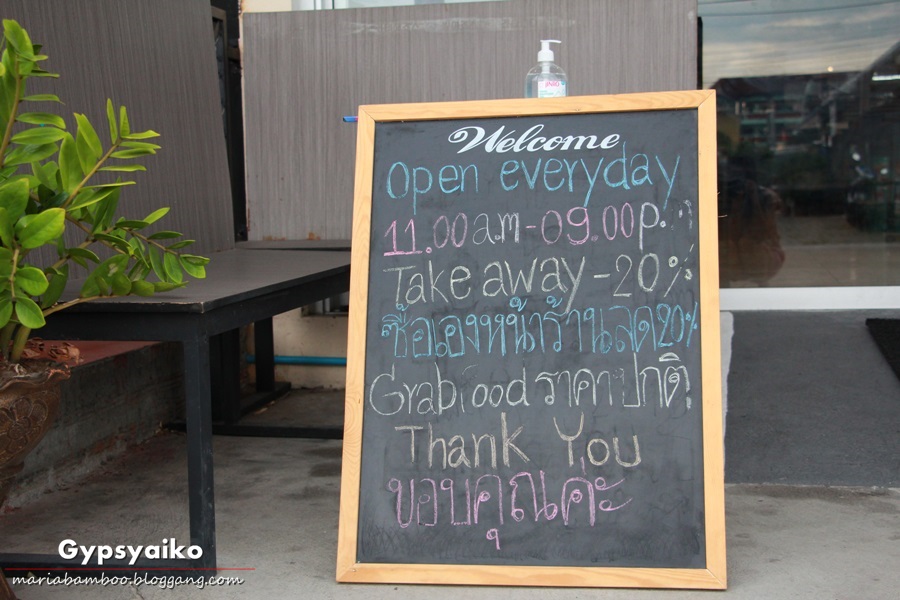 Welcome
Open everyday
11.00 a.m-09.00 p.m
Take away -20%
ซื้อเองหน้าร้านลด20%
Grabfood ราคาปกติ
Thank You
ขอบคุณค่ะ
Gypsyaiko
mariabamboo.bloggang.com